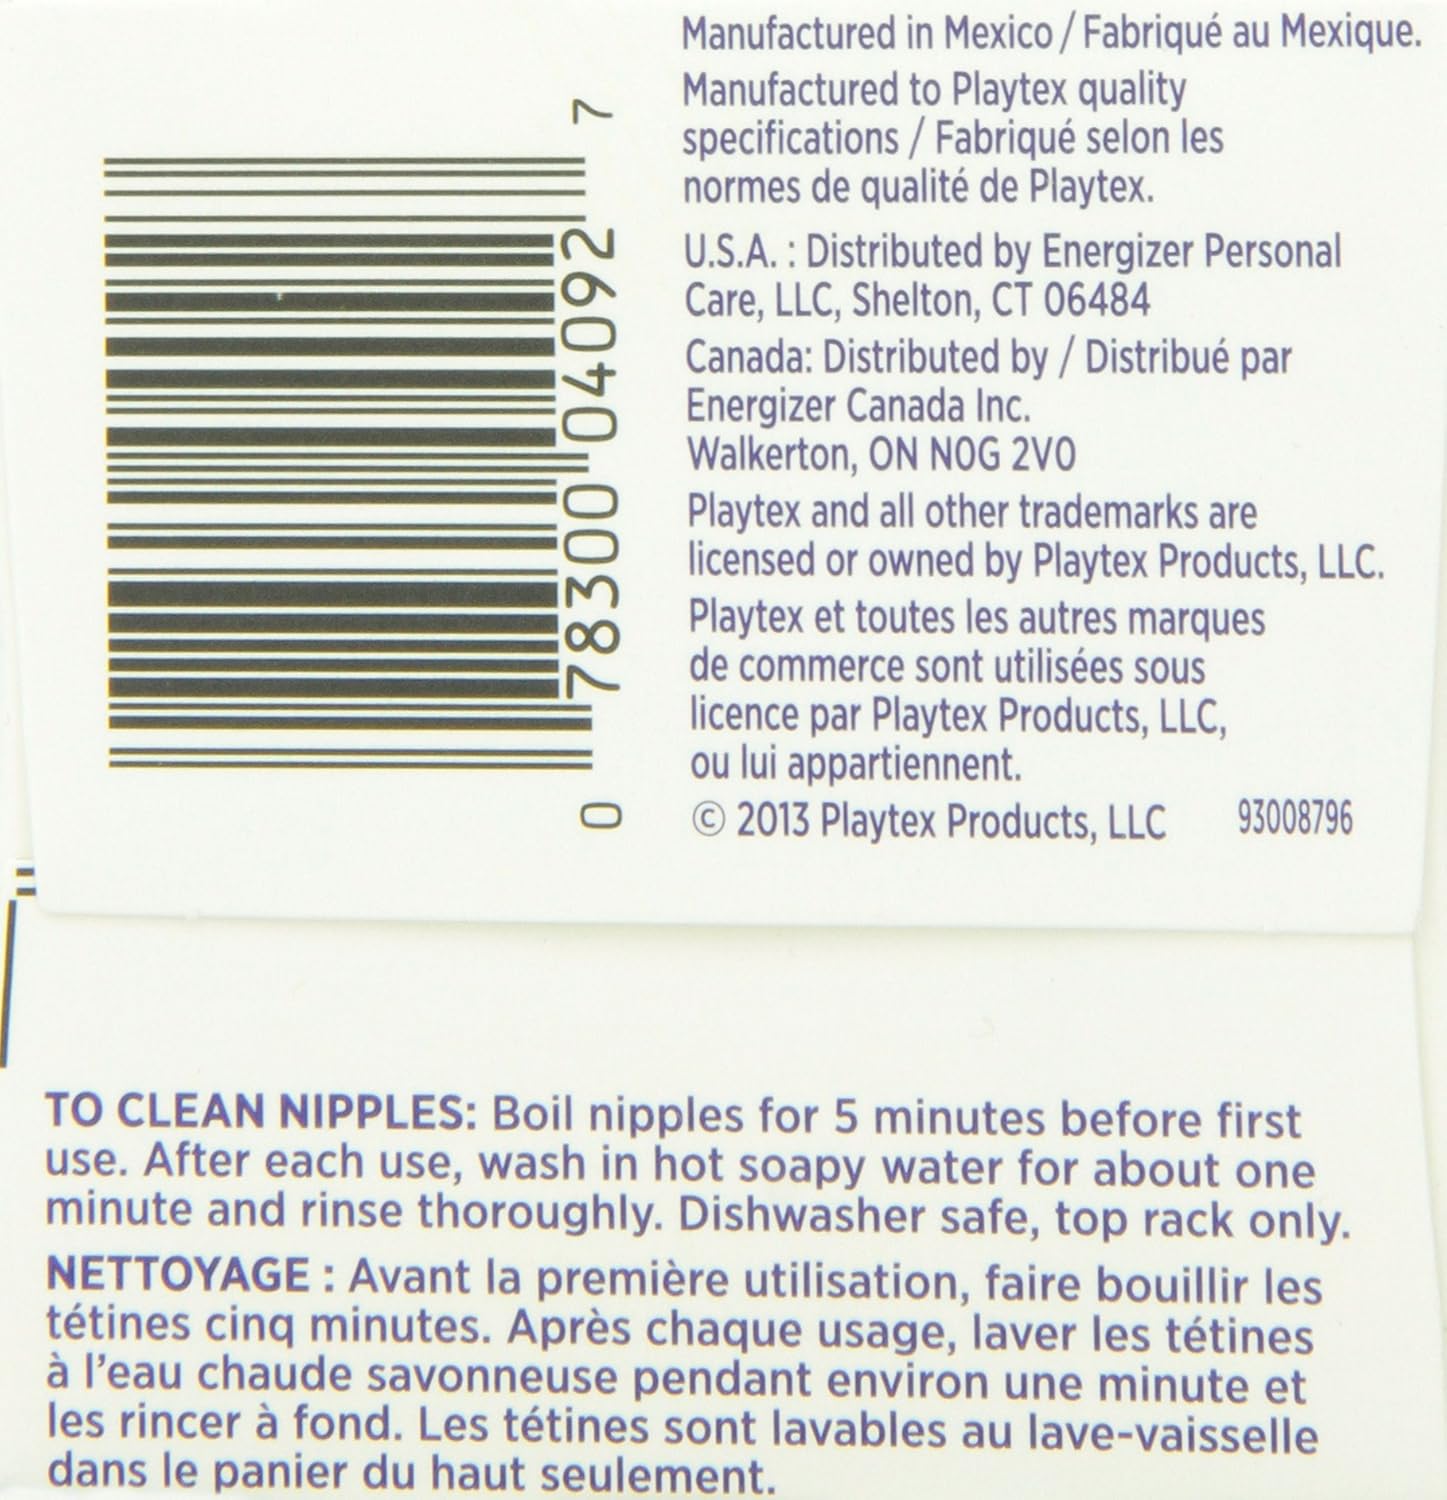 Manufactured in Mexico / Fabriqué au Mexique.
Manufactured to Playtex quality
specifications / Fabriqué selon les
normes de qualité de Playtex.
U.S.A. : Distributed by Energizer Personal
Care, LLC, Shelton, CT 06484
Canada: Distributed by / Distribué par
Energizer Canada Inc.
Walkerton, ON N0G 2V0
Playtex and all other trademarks are
licensed or owned by Playtex Products, LLC.
Playtex et toutes les autres marques
de commerce sont utilisées sous
licence par Playtex Products, LLC,
ou lui appartiennent.
© 2013 Playtex Products, LLC 93008796
0 78300 04092 7
TO CLEAN NIPPLES: Boil nipples for 5 minutes before first
use. After each use, wash in hot soapy water for about one
minute and rinse thoroughly. Dishwasher safe, top rack only.
NETTOYAGE : Avant la première utilisation, faire bouillir les
tétines cinq minutes. Après chaque usage, laver les tétines
à l'eau chaude savonneuse pendant environ une minute et
les rincer à fond. Les tétines sont lavables au lave-vaisselle
dans le panier du haut seulement.